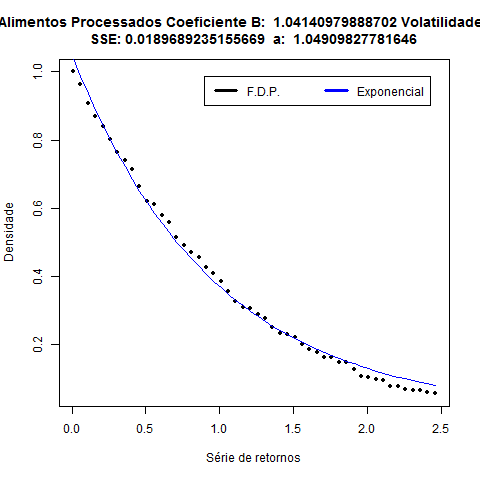 Alimentos Processados Coeficiente B: 1.04140979888702 Volatilidade
SSE: 0.0189689235155669 a: 1.04909827781646
F.D.P. Exponencial
Densidade
1.0
0.8
0.6
0.4
0.2
0.0 0.5 1.0 1.5 2.0 2.5
Série de retornos